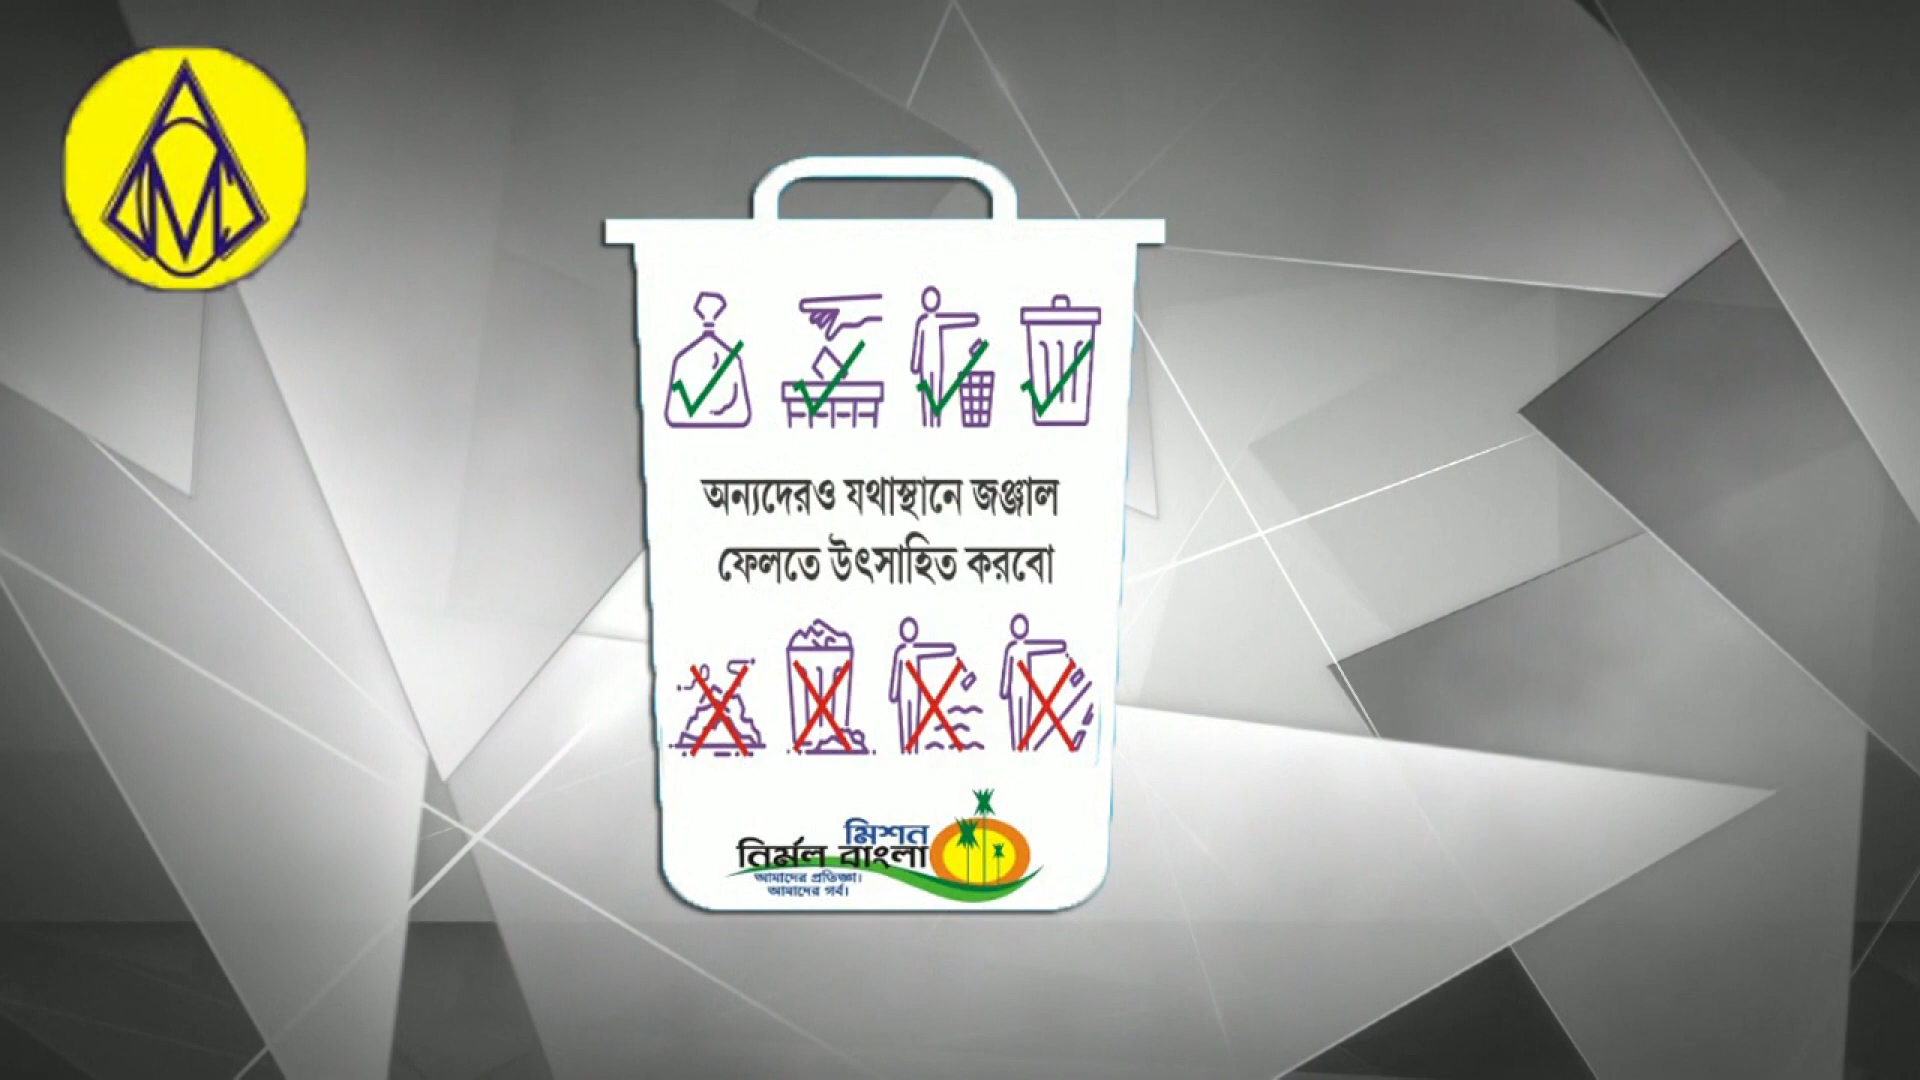 অন্যদেরও যথাস্থানে জঞ্জাল
ফেলতে উৎসাহিত করবো
মিশন
নির্মল বাংলা
আমাদের প্রতিজ্ঞা।
আমাদের গর্ব।